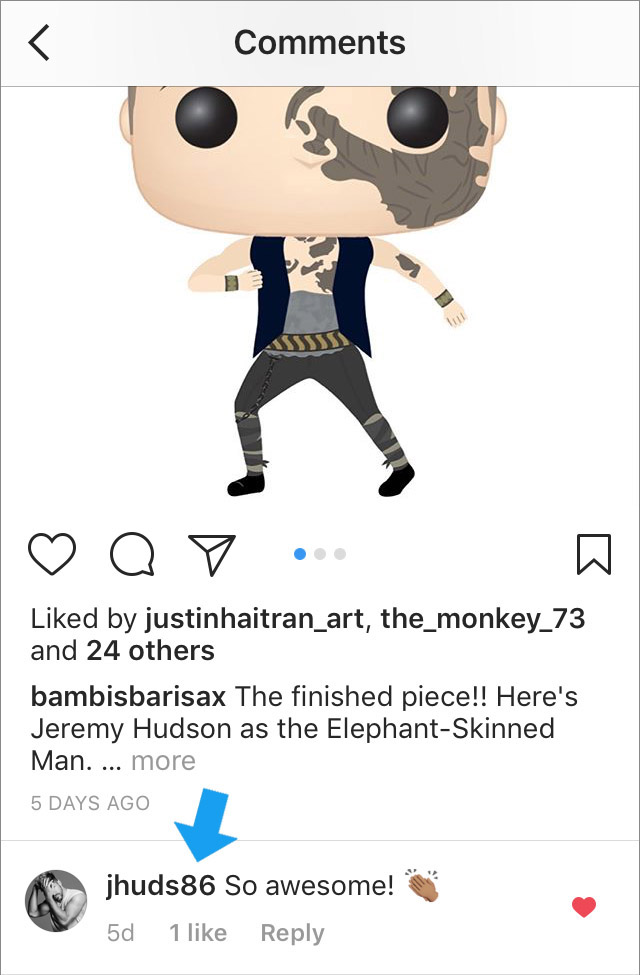 Comments
Liked by justinhaitran_art, the_monkey_73
and 24 others
bambisbarisax The finished piece!! Here's
Jeremy Hudson as the Elephant-Skinned
Man. ... more
5 DAYS AGO
jhuds86 So awesome! 👏🏽
5d 1 like Reply